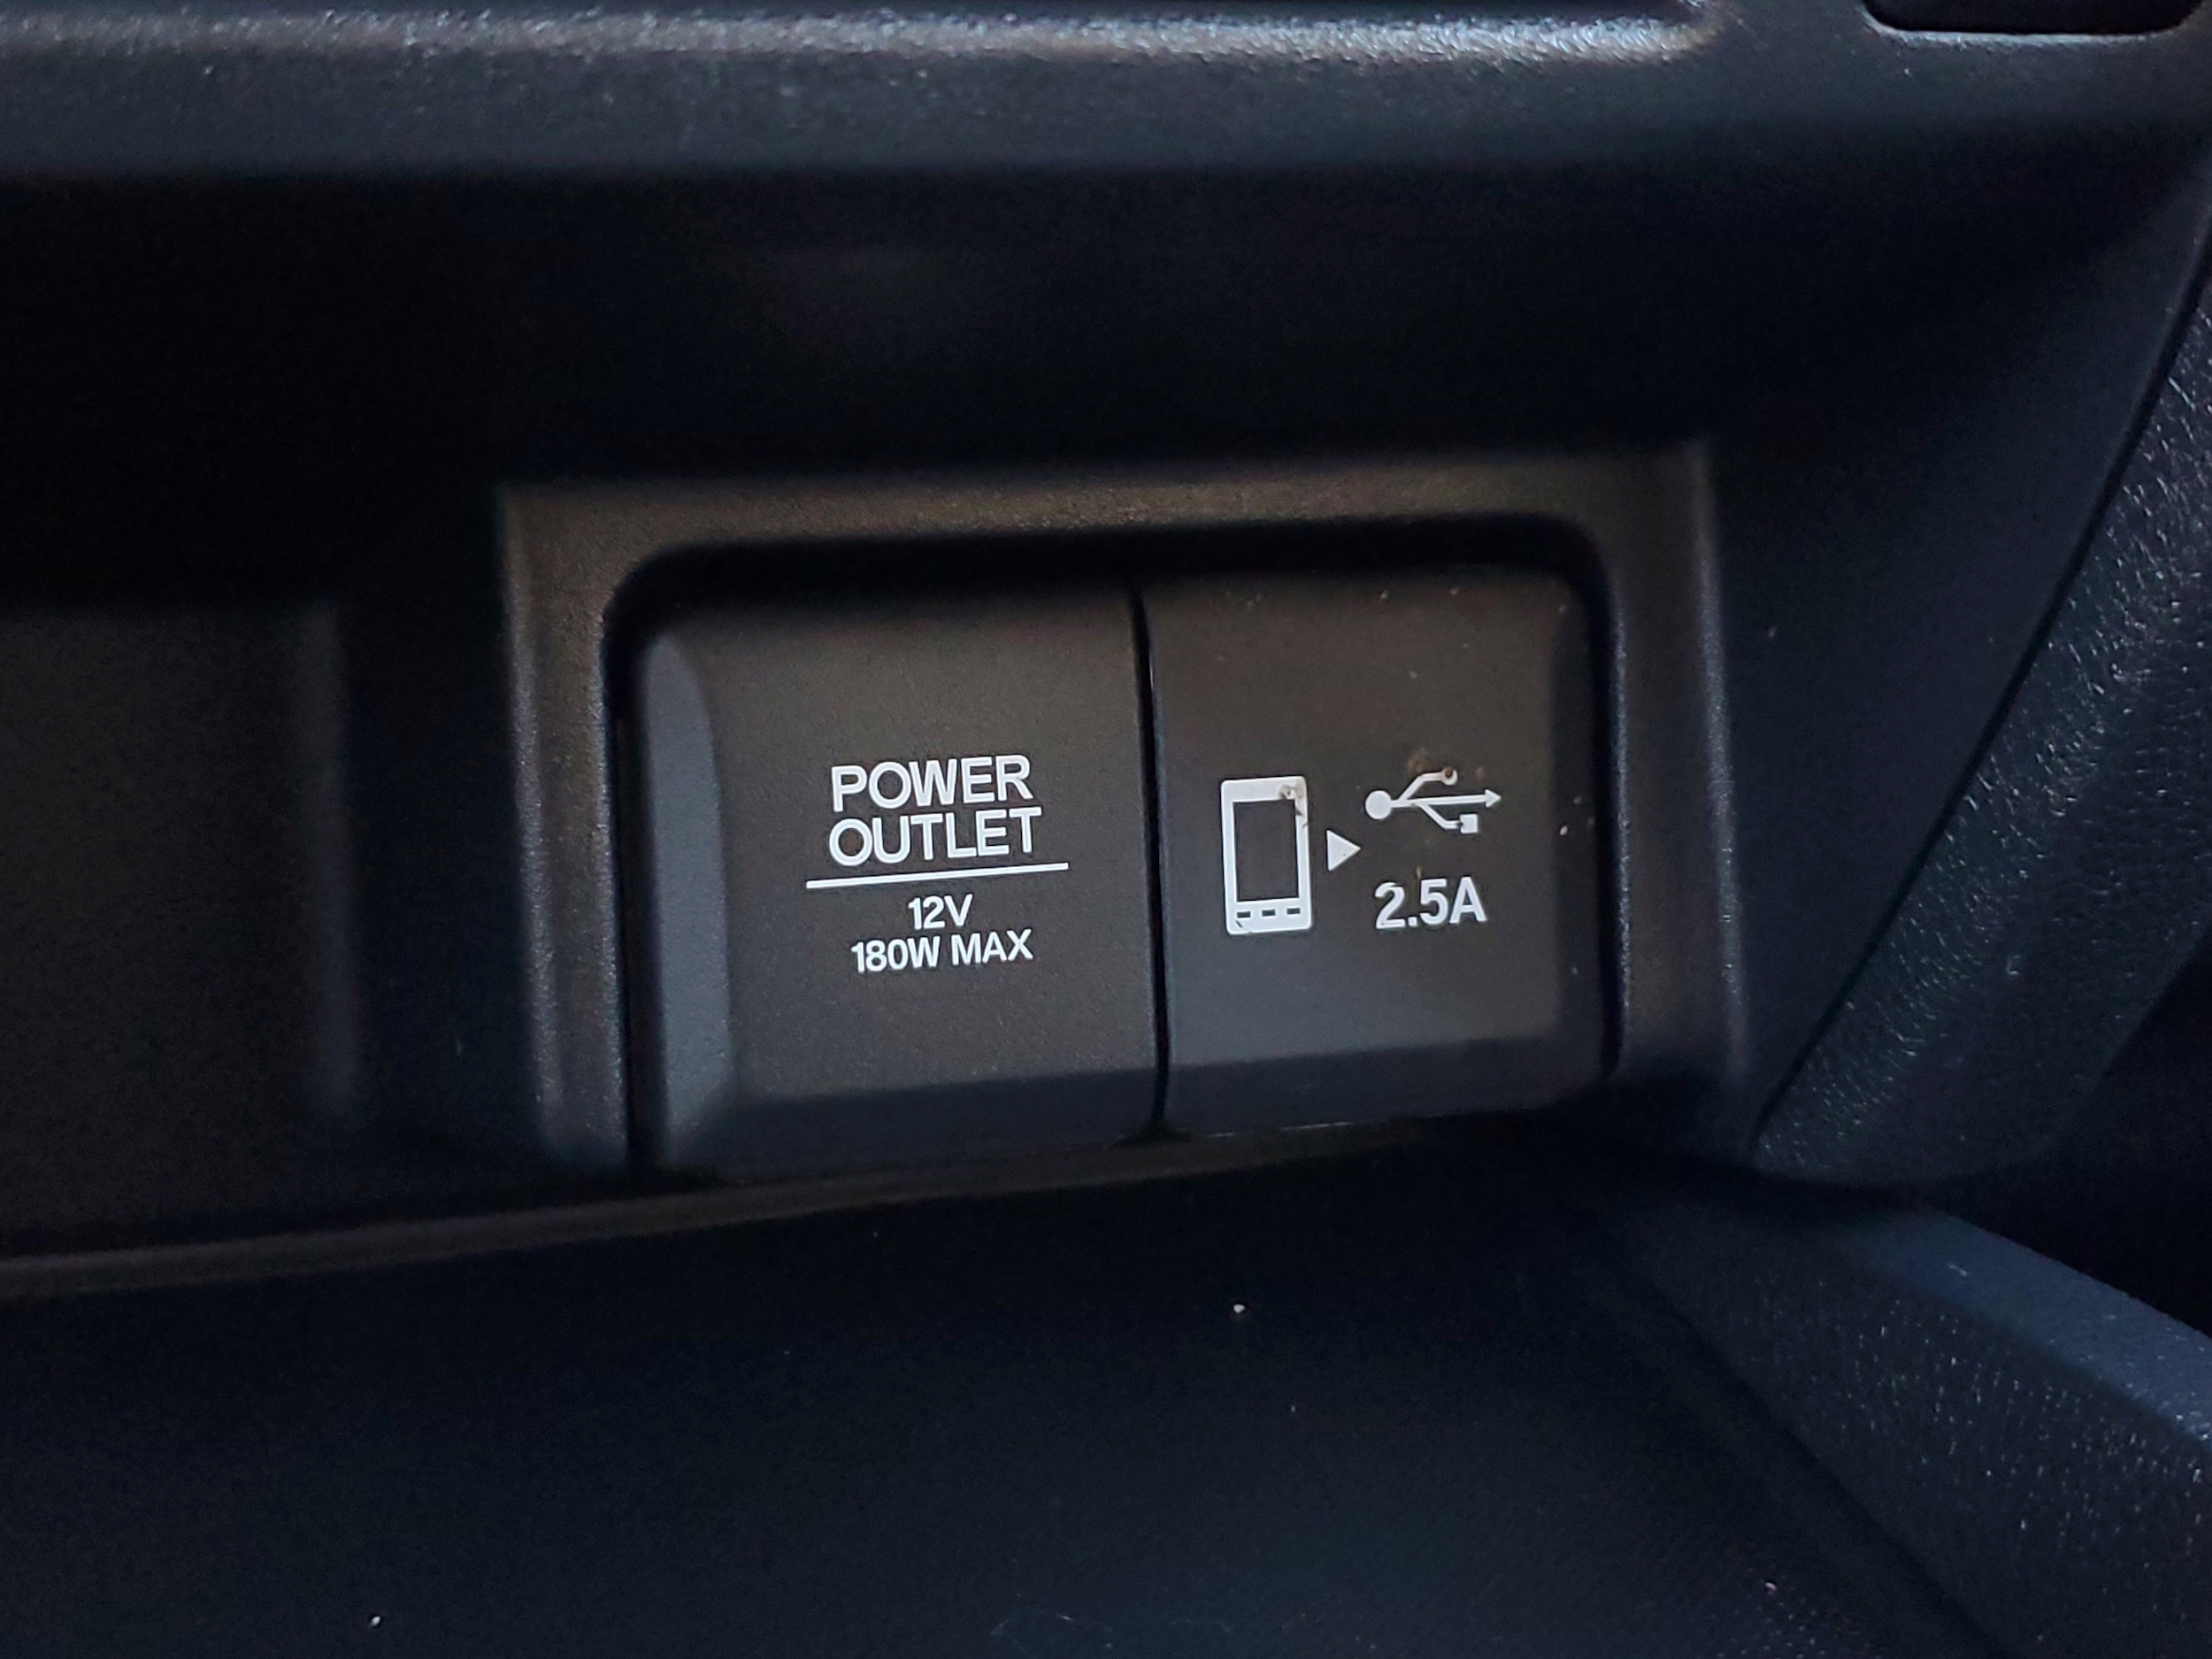 POWER
OUTLET
12V
180W MAX
2.5A